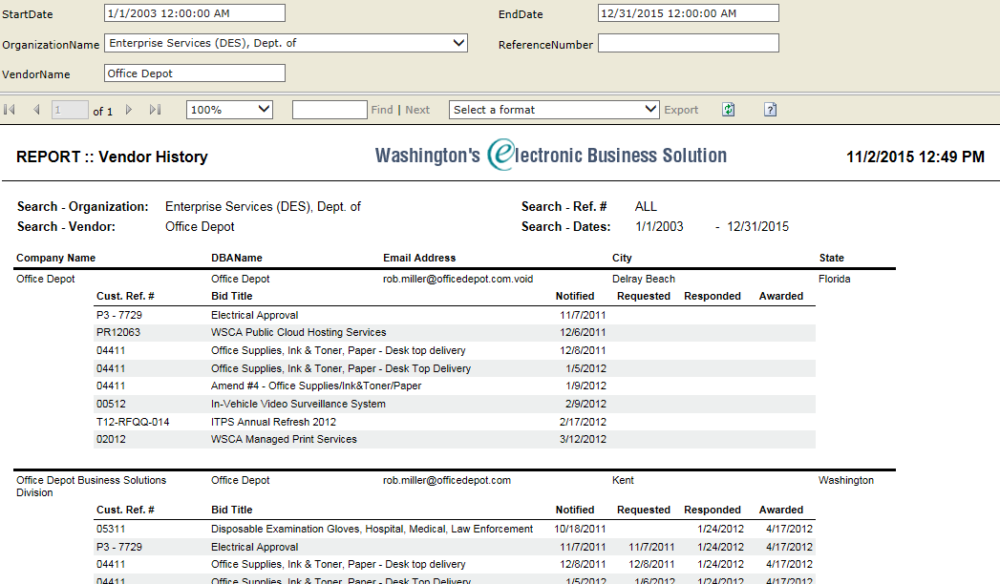 StartDate 1/1/2003 12:00:00 AM EndDate 12/31/2015 12:00:00 AM
OrganizationName Enterprise Services (DES), Dept. of ReferenceNumber
VendorName Office Depot
1 of 1 100% Find | Next Select a format Export ?
REPORT :: Vendor History Washington's electronic Business Solution 11/2/2015 12:49 PM
Search - Organization: Enterprise Services (DES), Dept. of Search - Ref. # ALL
Search - Vendor: Office Depot Search - Dates: 1/1/2003 - 12/31/2015
Company Name DBAName Email Address City State
Office Depot Office Depot rob.miller@officedepot.com.void Delray Beach Florida
Cust. Ref. # Bid Title Notified Requested Responded Awarded
P3 - 7729 Electrical Approval 11/7/2011
PR12063 WSCA Public Cloud Hosting Services 12/6/2011
04411 Office Supplies, Ink & Toner, Paper - Desk top delivery 12/8/2011
04411 Office Supplies, Ink & Toner, Paper - Desk Top Delivery 1/5/2012
04411 Amend #4 - Office Supplies/Ink&Toner/Paper 1/9/2012
00512 In-Vehicle Video Surveillance System 2/9/2012
T12-RFQQ-014 ITPS Annual Refresh 2012 2/17/2012
02012 WSCA Managed Print Services 3/12/2012
Office Depot Business Solutions Office Depot rob.miller@officedepot.com Kent Washington
Division
Cust. Ref. # Bid Title Notified Requested Responded Awarded
05311 Disposable Examination Gloves, Hospital, Medical, Law Enforcement 10/18/2011 1/24/2012 4/17/2012
P3 - 7729 Electrical Approval 11/7/2011 11/7/2011 1/24/2012 4/17/2012
04411 Office Supplies, Ink & Toner, Paper - Desk top delivery 12/8/2011 12/8/2011 1/24/2012 4/17/2012
04411 Office Supplies, Ink & Toner, Paper - Desk Top Delivery 1/5/2012 1/6/2012 1/24/2012 4/17/2012